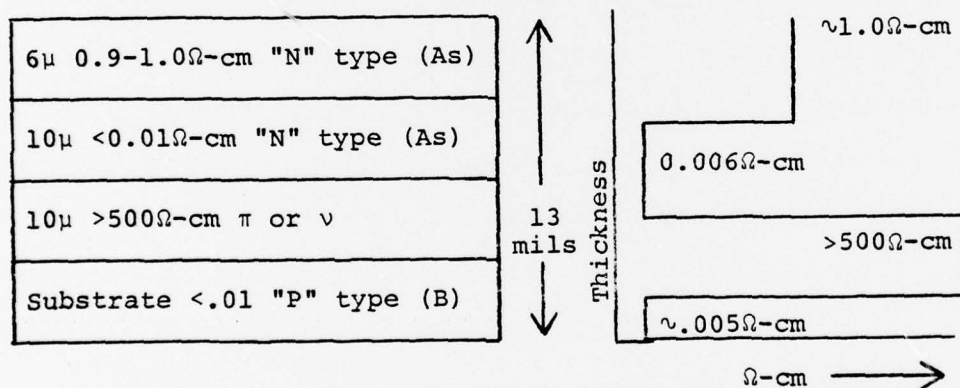 6μ 0.9-1.0Ω-cm "N" type (As)
10μ <0.01Ω-cm "N" type (As)
10μ >500Ω-cm π or ν
Substrate <.01 "P" type (B)
13
mils
Thickness
~1.0Ω-cm
0.006Ω-cm
>500Ω-cm
~.005Ω-cm
Ω-cm